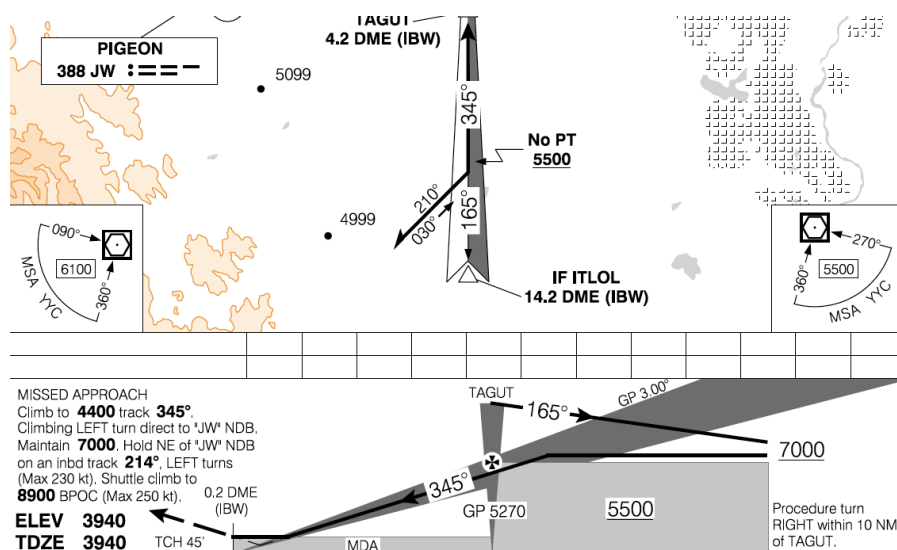 TAGUT
4.2 DME (IBW)
PIGEON
388 JW
5099
345°
No PT
5500
210°
030°
165°
4999
090°
6100
360°
MSA YYC
270°
5500
360°
MSA YYC
IF ITLOL
14.2 DME (IBW)
MISSED APPROACH
Climb to 4400 track 345°.
Climbing LEFT turn direct to "JW" NDB.
Maintain 7000. Hold NE of "JW" NDB
on an inbd track 214°, LEFT turns
(Max 230 kt). Shuttle climb to
8900 BPOC (Max 250 kt).
ELEV 3940
TDZE 3940
TCH 45'
0.2 DME
(IBW)
TAGUT
165°
GP 3.00°
7000
345°
GP 5270
5500
MDA
Procedure turn
RIGHT within 10 NM
of TAGUT.